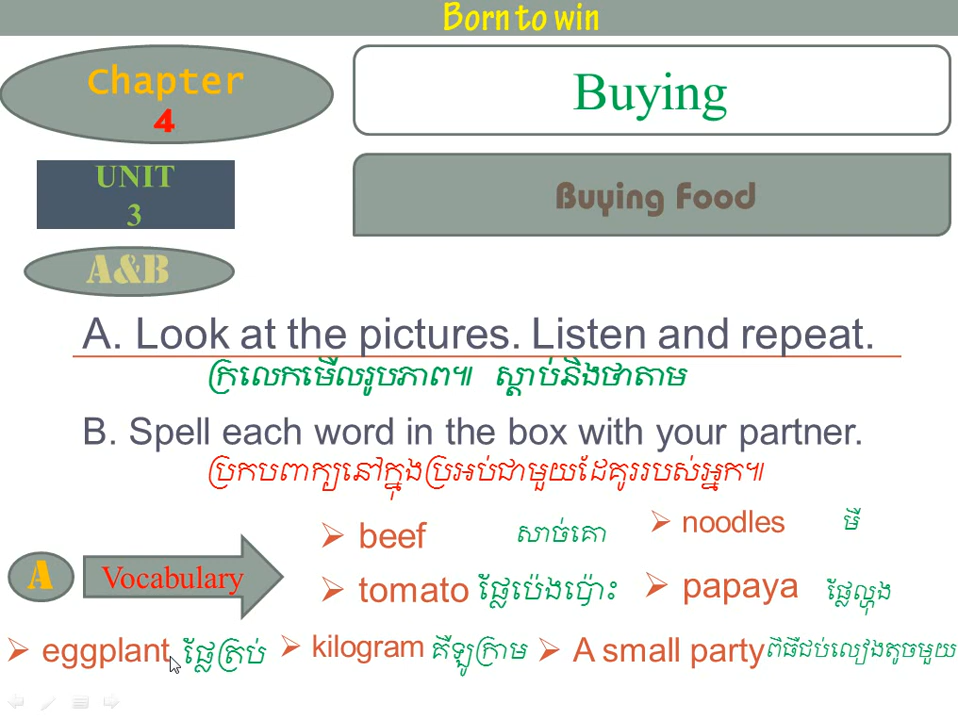 Born to win
Chapter
4
Buying
UNIT
3
Buying Food
A&B
A. Look at the pictures. Listen and repeat.
ក្រលេកមើលរូបភាព៕ ស្តាប់និងថាតាម
B. Spell each word in the box with your partner.
ប្រកបពាក្យនៅក្នុងប្រអប់ជាមួយដៃគូររបស់អ្នក៕
➢ beef សាច់គោ ➢ noodles មី
A Vocabulary
➢ tomato ផ្លែប៉េងប៉ោះ ➢ papaya ផ្លែល្ហុង
➢ eggplant ផ្លែត្រប់ ➢ kilogram គីឡូក្រាម ➢ A small party ពិធីជប់លៀងតូចមួយ